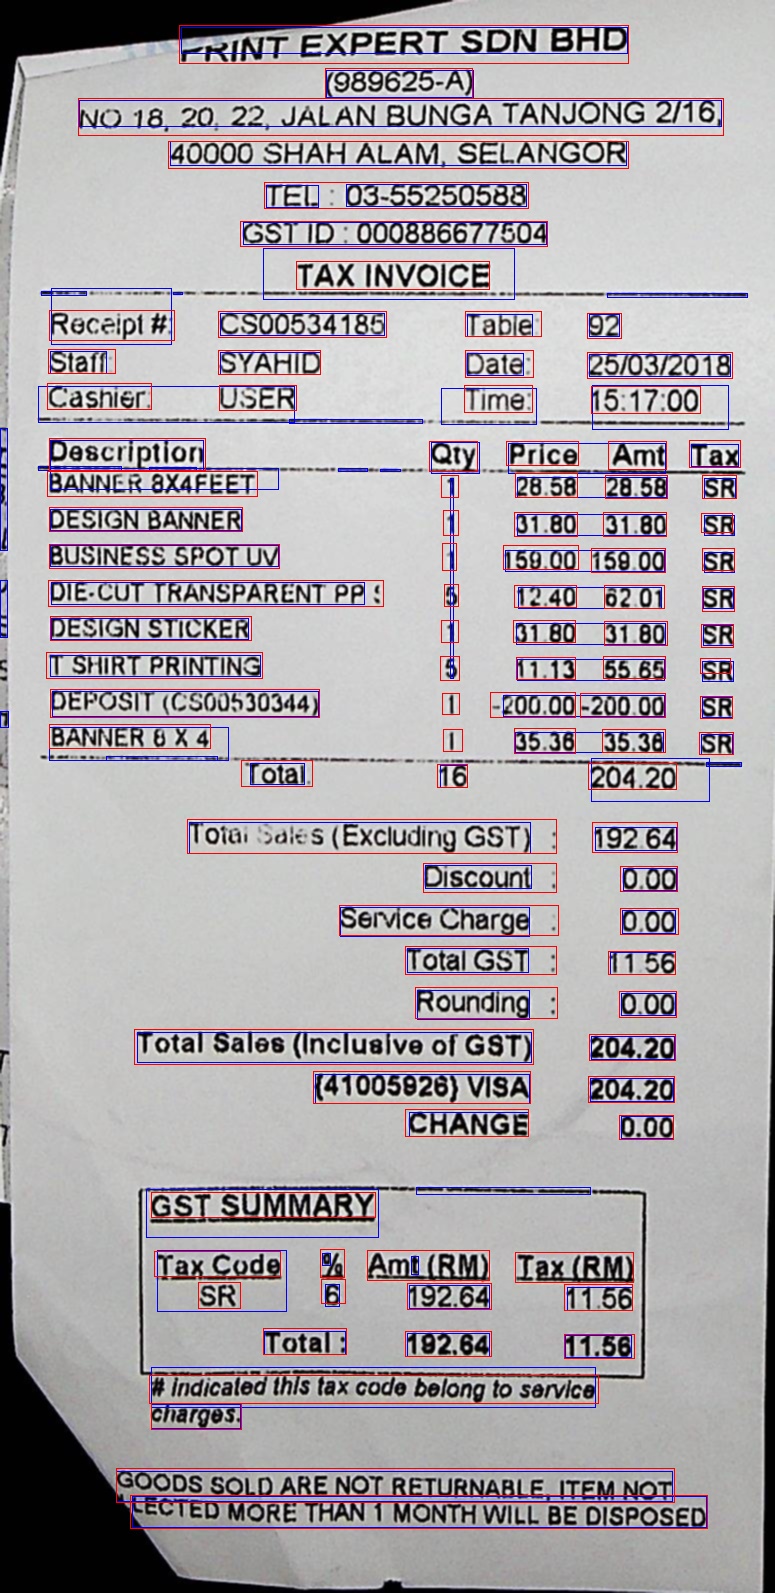 PRINT EXPERT SDN BHD
(989625-A)
NO 18, 20, 22, JALAN BUNGA TANJONG 2/16,
40000 SHAH ALAM, SELANGOR
TEL : 03-55250588
GST ID : 000886677504
TAX INVOICE
Receipt #: CS00534185 Table: 92
Staff: SYAHID Date: 25/03/2018
Cashier: USER Time: 15:17:00
Description Qty Price Amt Tax
BANNER 8X4FEET 1 28.58 28.58 SR
DESIGN BANNER 1 31.80 31.80 SR
BUSINESS SPOT UV 1 159.00 159.00 SR
DIE-CUT TRANSPARENT PP 5 12.40 62.01 SR
DESIGN STICKER 1 31.80 31.80 SR
T SHIRT PRINTING 5 11.13 55.65 SR
DEPOSIT (CS00530344) 1 -200.00 -200.00 SR
BANNER 8 X 4 1 35.36 35.36 SR
Total: 16 204.20
Total Sales (Excluding GST) : 192.64
Discount : 0.00
Service Charge : 0.00
Total GST : 11.56
Rounding : 0.00
Total Sales (Inclusive of GST) 204.20
(41005926) VISA 204.20
CHANGE 0.00
GST SUMMARY
Tax Code % Amt (RM) Tax (RM)
SR 6 192.64 11.56
Total : 192.64 11.56
# indicated this tax code belong to service
charges.
GOODS SOLD ARE NOT RETURNABLE, ITEM NOT
LECTED MORE THAN 1 MONTH WILL BE DISPOSED